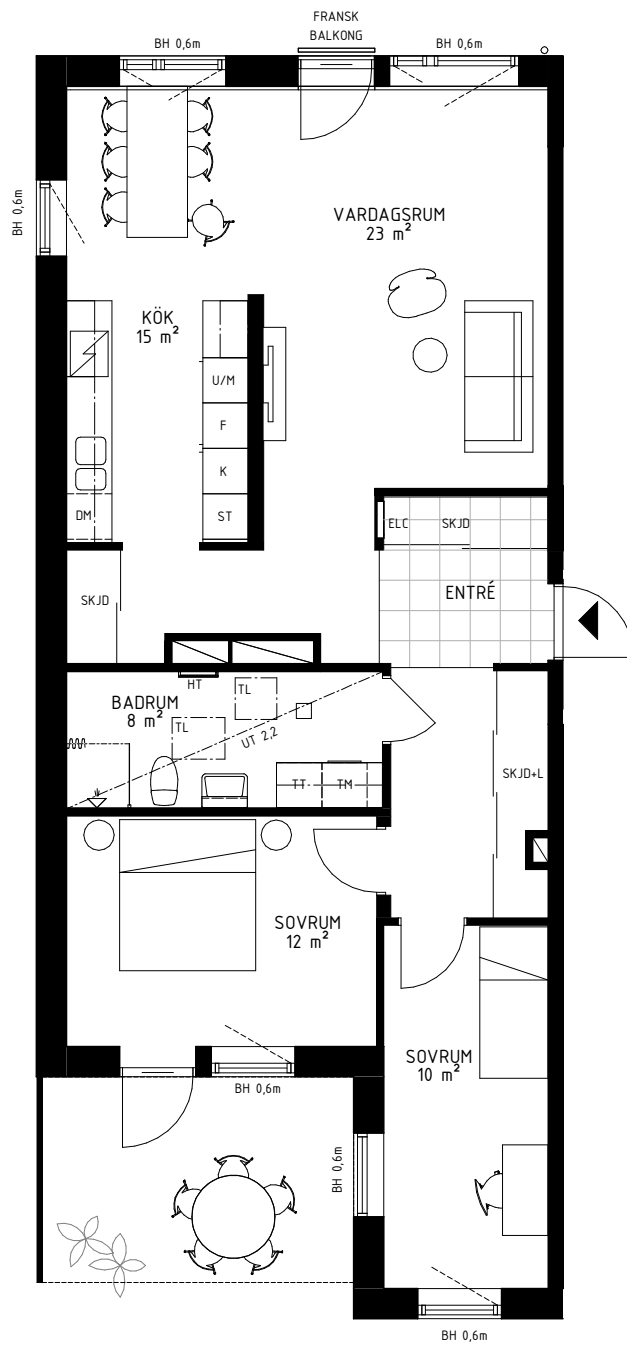 FRANSK
BALKONG
BH 0,6m
BH 0,6m
BH 0,6m
VARDAGSRUM
23 m²
KÖK
15 m²
U/M
F
K
ST
DM
ELC
SKJD
SKJD
ENTRÉ
HT
BADRUM
8 m²
TL
TL
UT 2,2
TT
TM
SKJD+L
SOVRUM
12 m²
SOVRUM
10 m²
BH 0,6m
BH 0,6m
BH 0,6m